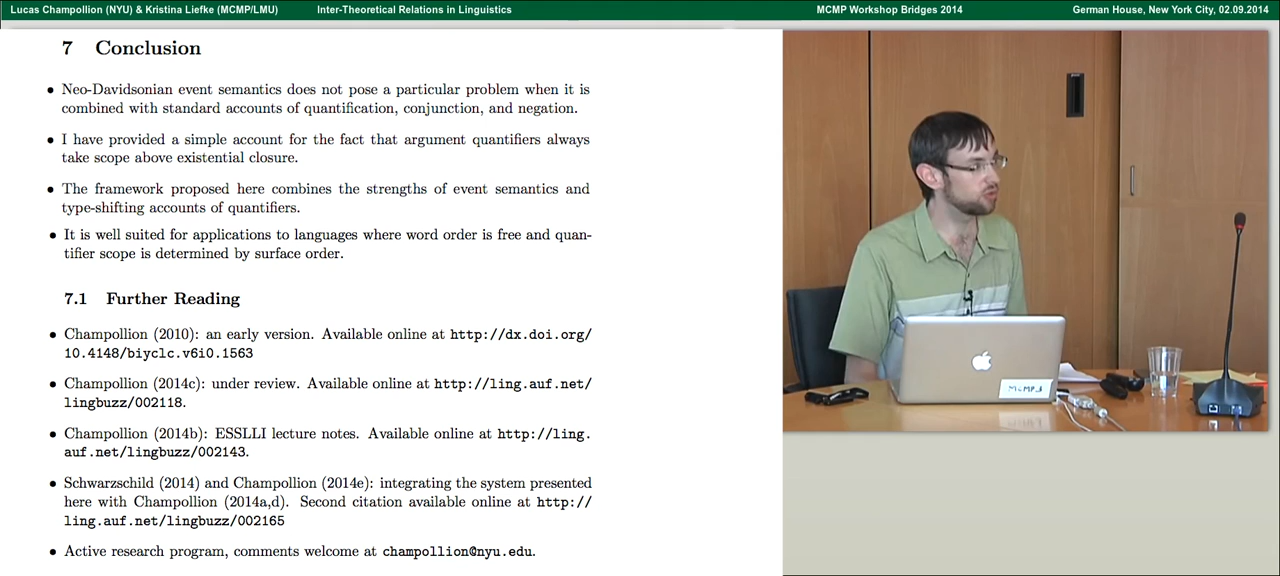 Lucas Champollion (NYU) & Kristina Liefke (MCMP/LMU) Inter-Theoretical Relations in Linguistics MCMP Workshop Bridges 2014 German House, New York City, 02.09.2014
7 Conclusion
• Neo-Davidsonian event semantics does not pose a particular problem when it is
combined with standard accounts of quantification, conjunction, and negation.
• I have provided a simple account for the fact that argument quantifiers always
take scope above existential closure.
• The framework proposed here combines the strengths of event semantics and
type-shifting accounts of quantifiers.
• It is well suited for applications to languages where word order is free and quan-
tifier scope is determined by surface order.
7.1 Further Reading
• Champollion (2010): an early version. Available online at http://dx.doi.org/
10.4148/biyclc.v6i0.1563
• Champollion (2014c): under review. Available online at http://ling.auf.net/
lingbuzz/002118.
• Champollion (2014b): ESSLLI lecture notes. Available online at http://ling.
auf.net/lingbuzz/002143.
• Schwarzschild (2014) and Champollion (2014e): integrating the system presented
here with Champollion (2014a,d). Second citation available online at http://
ling.auf.net/lingbuzz/002165
• Active research program, comments welcome at champollion@nyu.edu.
MCMP3